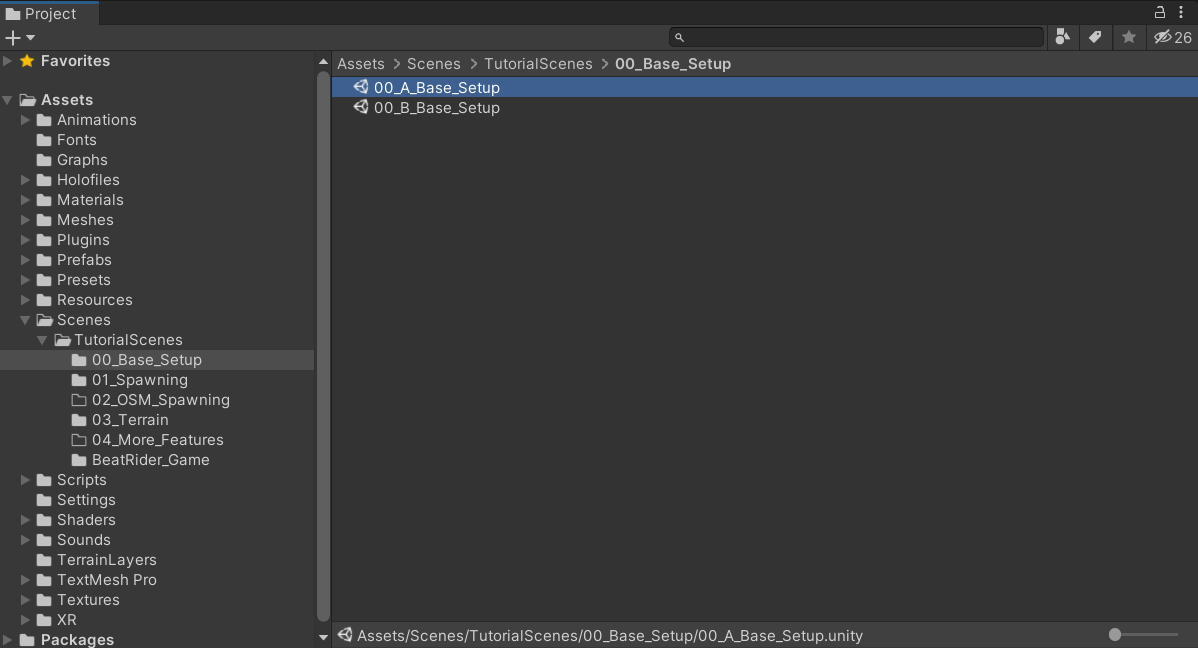 Project
26
Favorites
Assets
Animations
Fonts
Graphs
Holofiles
Materials
Meshes
Plugins
Prefabs
Presets
Resources
Scenes
TutorialScenes
00_Base_Setup
01_Spawning
02_OSM_Spawning
03_Terrain
04_More_Features
BeatRider_Game
Scripts
Settings
Shaders
Sounds
TerrainLayers
TextMesh Pro
Textures
XR
Packages
Assets > Scenes > TutorialScenes > 00_Base_Setup
00_A_Base_Setup
00_B_Base_Setup
Assets/Scenes/TutorialScenes/00_Base_Setup/00_A_Base_Setup.unity